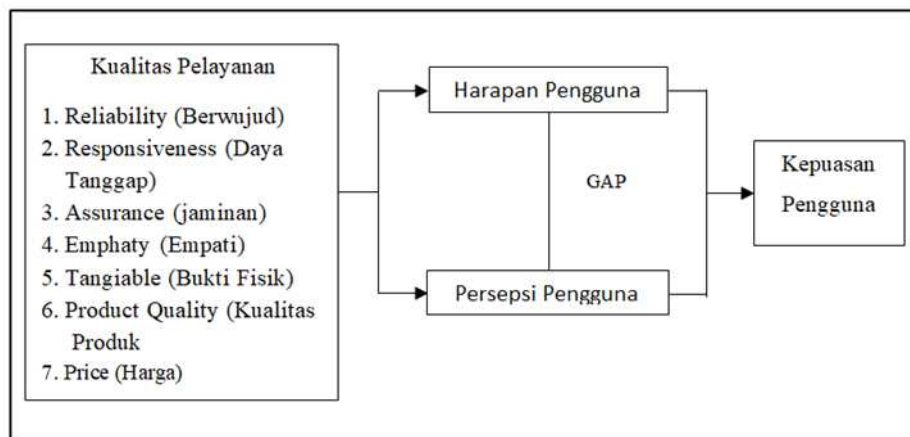 Kualitas Pelayanan
1. Reliability (Berwujud)
2. Responsiveness (Daya
Tanggap)
3. Assurance (jaminan)
4. Emphaty (Empati)
5. Tangiable (Bukti Fisik)
6. Product Quality (Kualitas
Produk
7. Price (Harga)
Harapan Pengguna
GAP
Persepsi Pengguna
Kepuasan
Pengguna